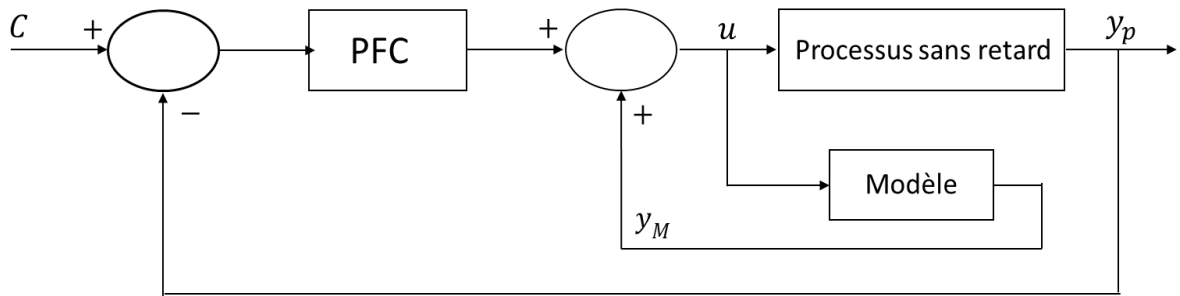 C
+
PFC
+
u
Processus sans retard
y_p
−
+
Modèle
y_M